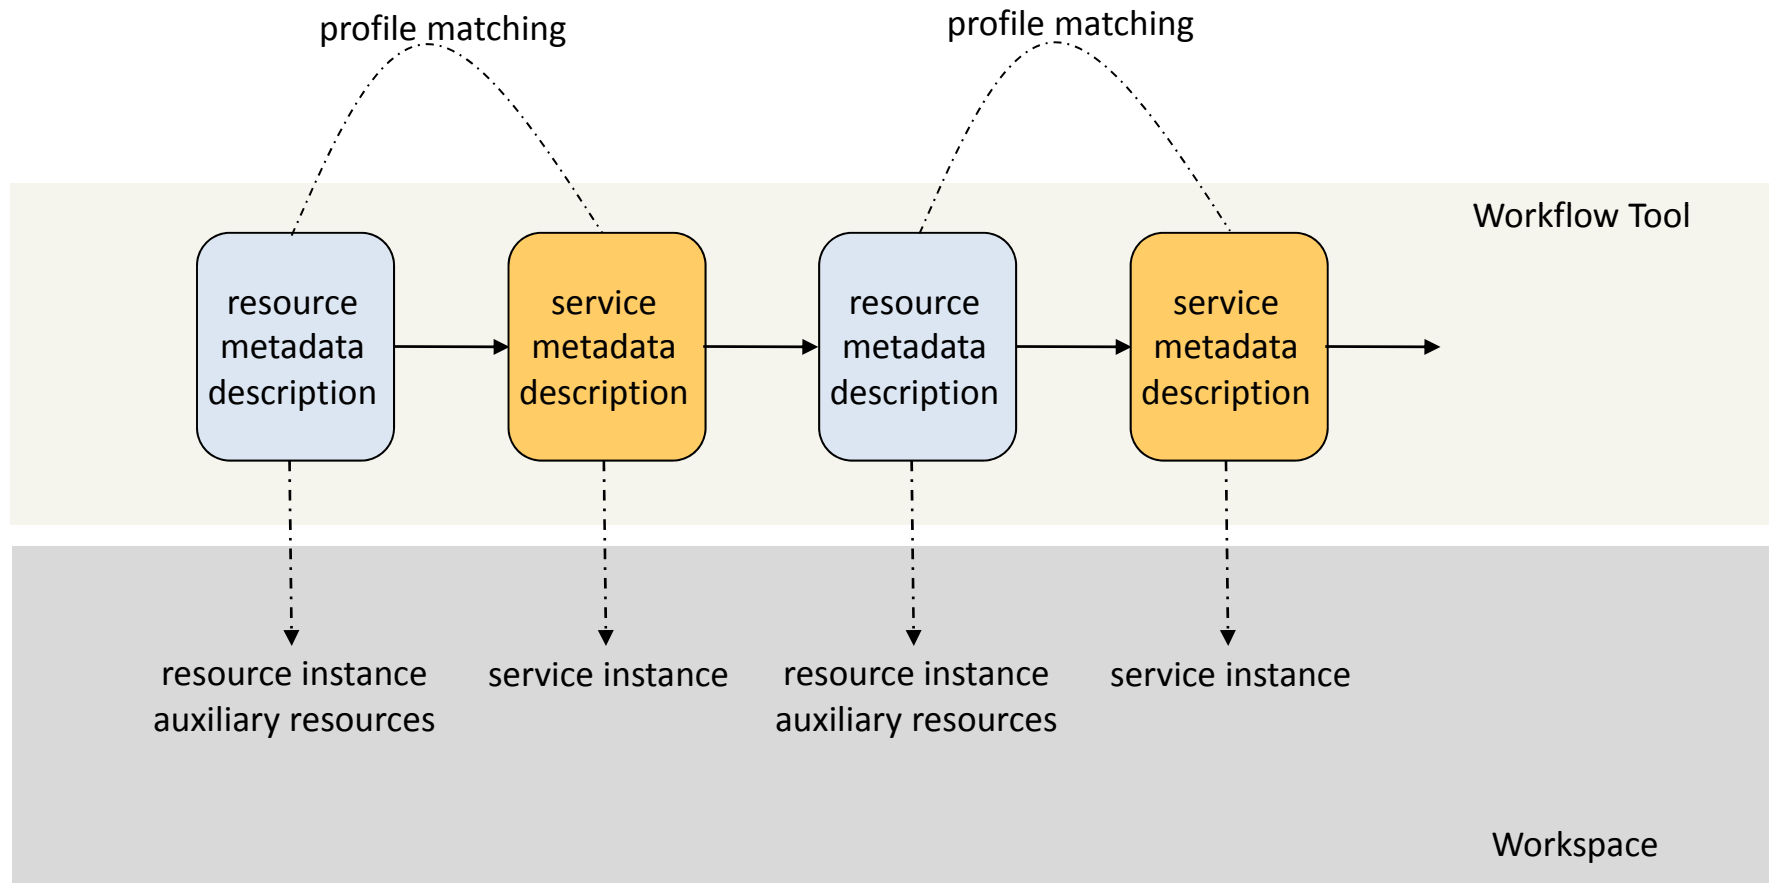 profile matching
profile matching
Workflow Tool
resource
metadata
description
service
metadata
description
resource
metadata
description
service
metadata
description
resource instance
auxiliary resources
service instance
resource instance
auxiliary resources
service instance
Workspace